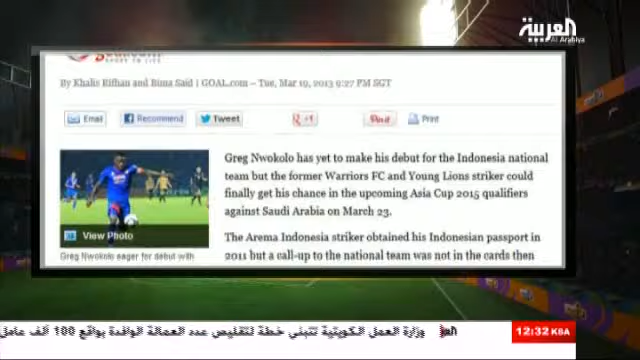 العربية
Al Arabiya
By Khalis Rifhan and Bima Said | GOAL.com – Tue, Mar 19, 2013 9:27 PM SGT
Email Recommend Tweet +1 Pin it Print
Greg Nwokolo has yet to make his debut for the Indonesia national
team but the former Warriors FC and Young Lions striker could
finally get his chance in the upcoming Asia Cup 2015 qualifiers
against Saudi Arabia on March 23.
View Photo
The Arema Indonesia striker obtained his Indonesian passport in
Greg Nwokolo eager for debut with
2011 but a call-up to the national team was not in the cards then
وزارة العمل الكويتية تتبنى خطة لتقليص عدد العمالة الوافدة بواقع 100 ألف عامل
12:32 KSA